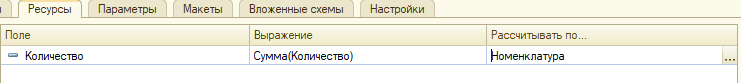 Ресурсы Параметры Макеты Вложенные схемы Настройки
Поле Выражение Рассчитывать по...
Количество Сумма(Количество) Номенклатура ...